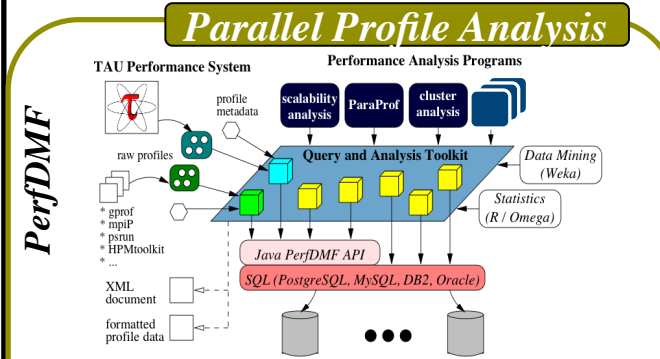 Parallel Profile Analysis
PerfDMF
TAU Performance System
Performance Analysis Programs
τ
profile
metadata
scalability
analysis
ParaProf
cluster
analysis
raw profiles
Query and Analysis Toolkit
Data Mining
(Weka)
* gprof
* mpiP
* psrun
* HPMtoolkit
* ...
Statistics
(R / Omega)
Java PerfDMF API
SQL (PostgreSQL, MySQL, DB2, Oracle)
XML
document
formatted
profile data